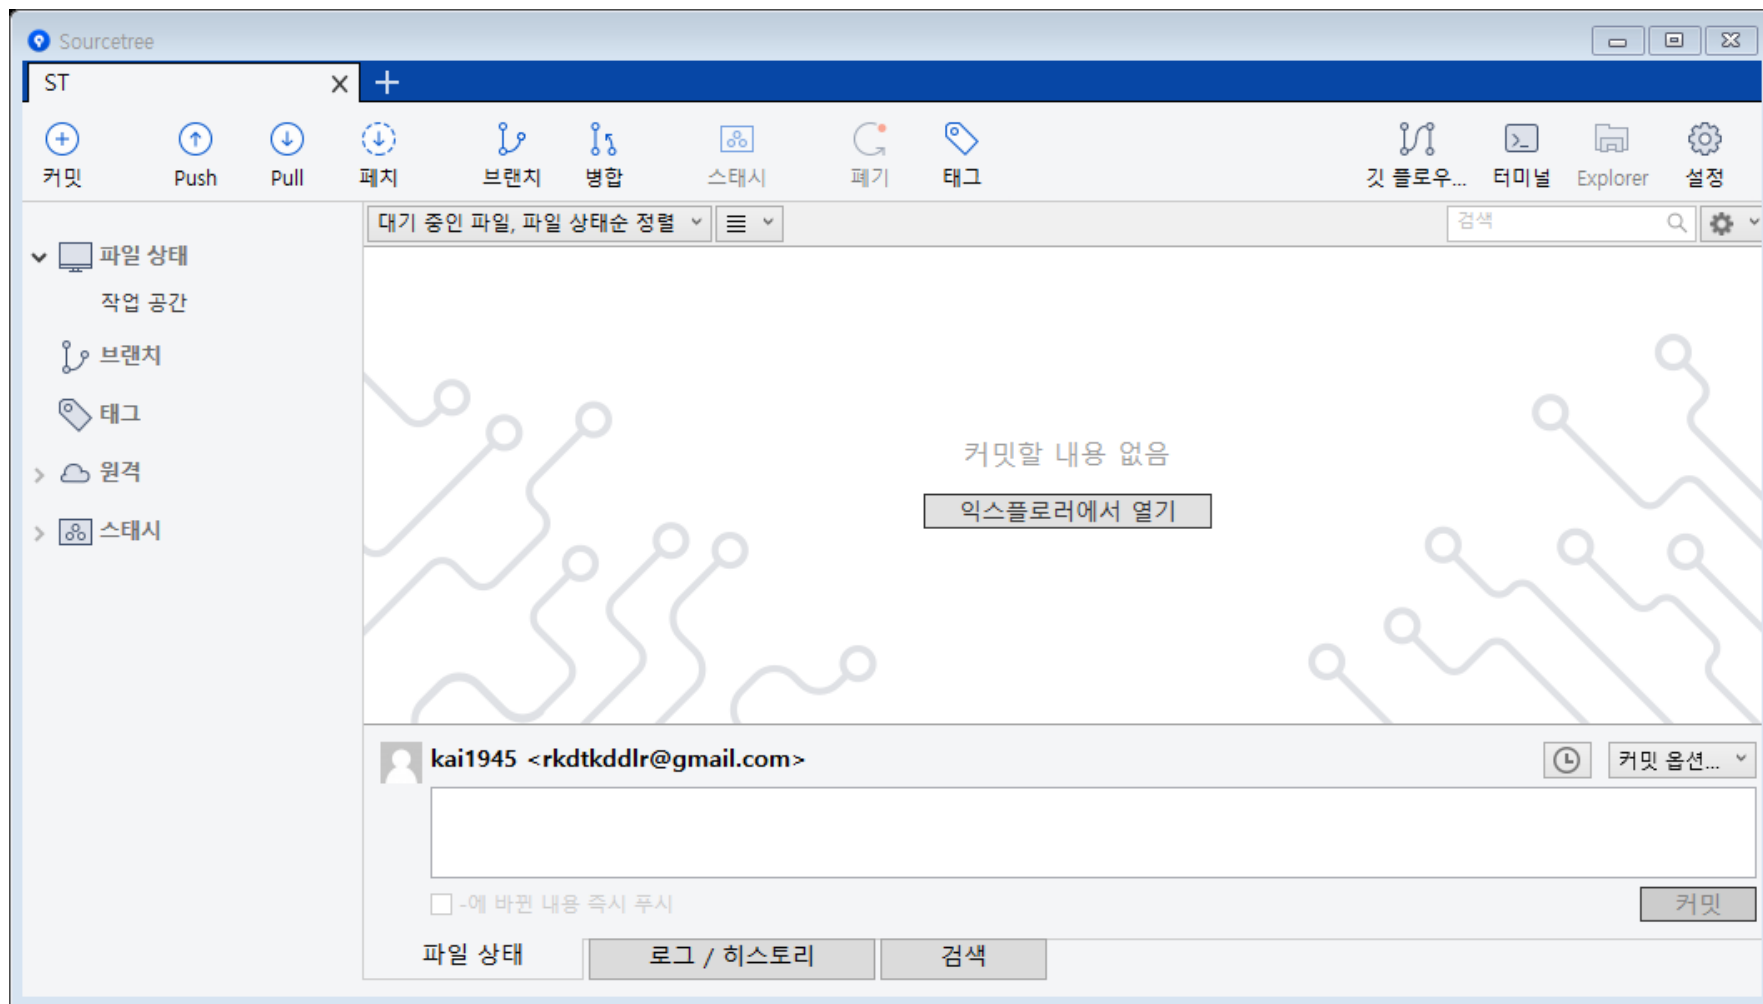 Sourcetree
ST
커밋 Push Pull 페치 브랜치 병합 스태시 폐기 태그 깃 플로우... 터미널 Explorer 설정
대기 중인 파일, 파일 상태순 정렬 검색
파일 상태
작업 공간
브랜치
태그
원격
스태시
커밋할 내용 없음
익스플로러에서 열기
kai1945 <rkdtkddlr@gmail.com> 커밋 옵션...
-에 바뀐 내용 즉시 푸시 커밋
파일 상태 로그 / 히스토리 검색